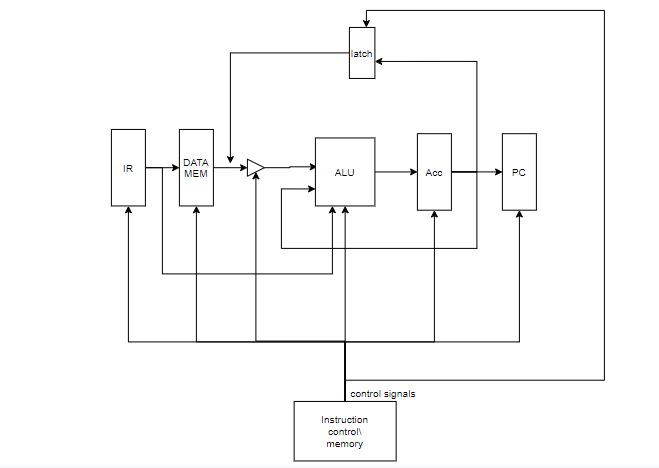 latch
IR
DATA
MEM
ALU
Acc
PC
control signals
Instruction
control\
memory